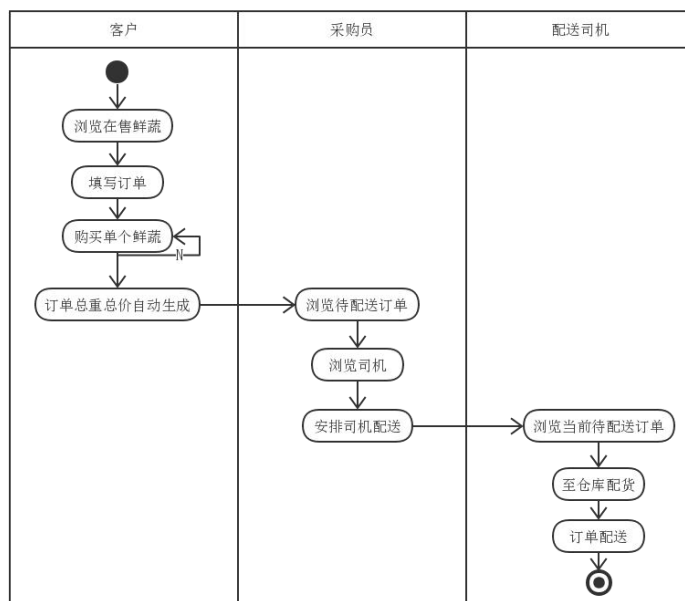 客户
采购员
配送司机
浏览在售鲜蔬
填写订单
购买单个鲜蔬
N
订单总重总价自动生成
浏览待配送订单
浏览司机
安排司机配送
浏览当前待配送订单
至仓库配货
订单配送